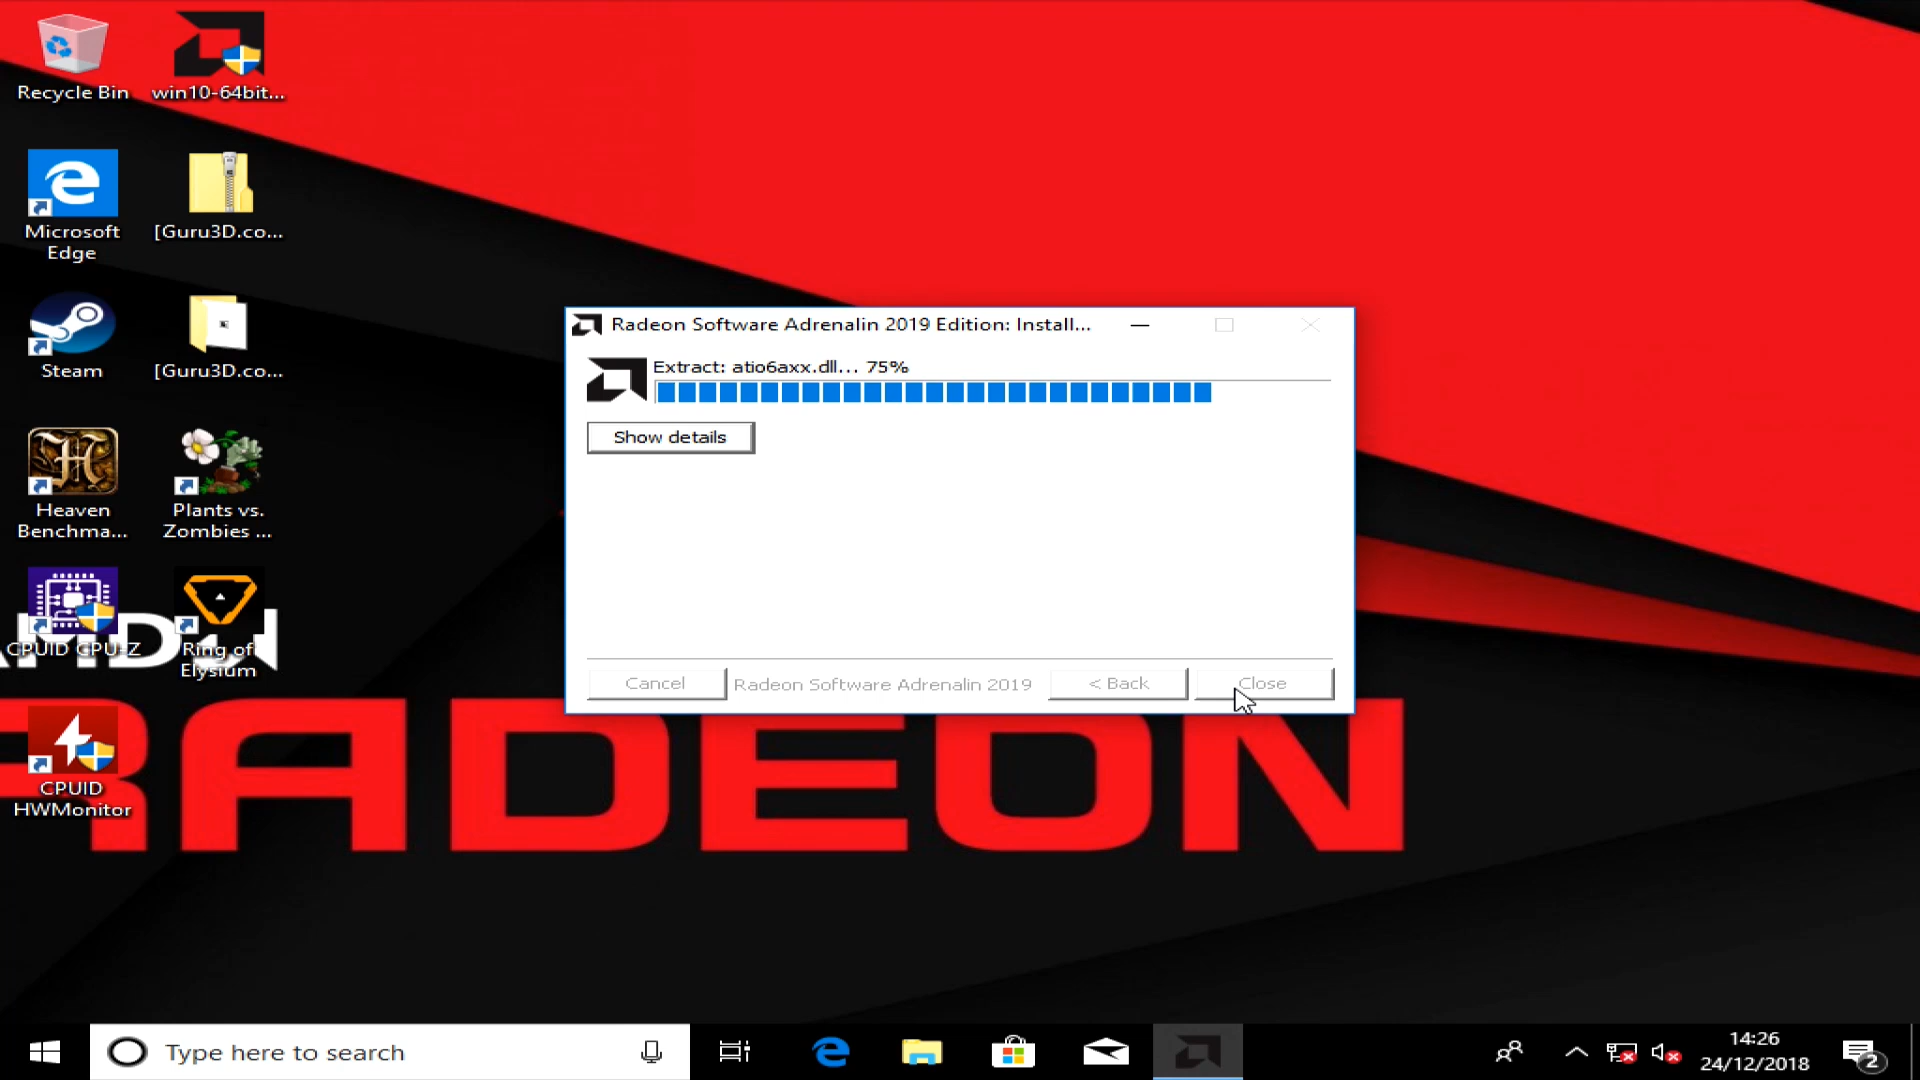 Recycle Bin
win10-64bit...
Microsoft
Edge
[Guru3D.co...
Steam
[Guru3D.co...
Heaven
Benchma...
Plants vs.
Zombies ...
CPUID CPU-Z
Ring of
Elysium
CPUID
HWMonitor
RADEON
Radeon Software Adrenalin 2019 Edition: Install...
Extract: atio6axx.dll... 75%
Show details
Cancel
Radeon Software Adrenalin 2019
< Back
Close
Type here to search
14:26
24/12/2018
2